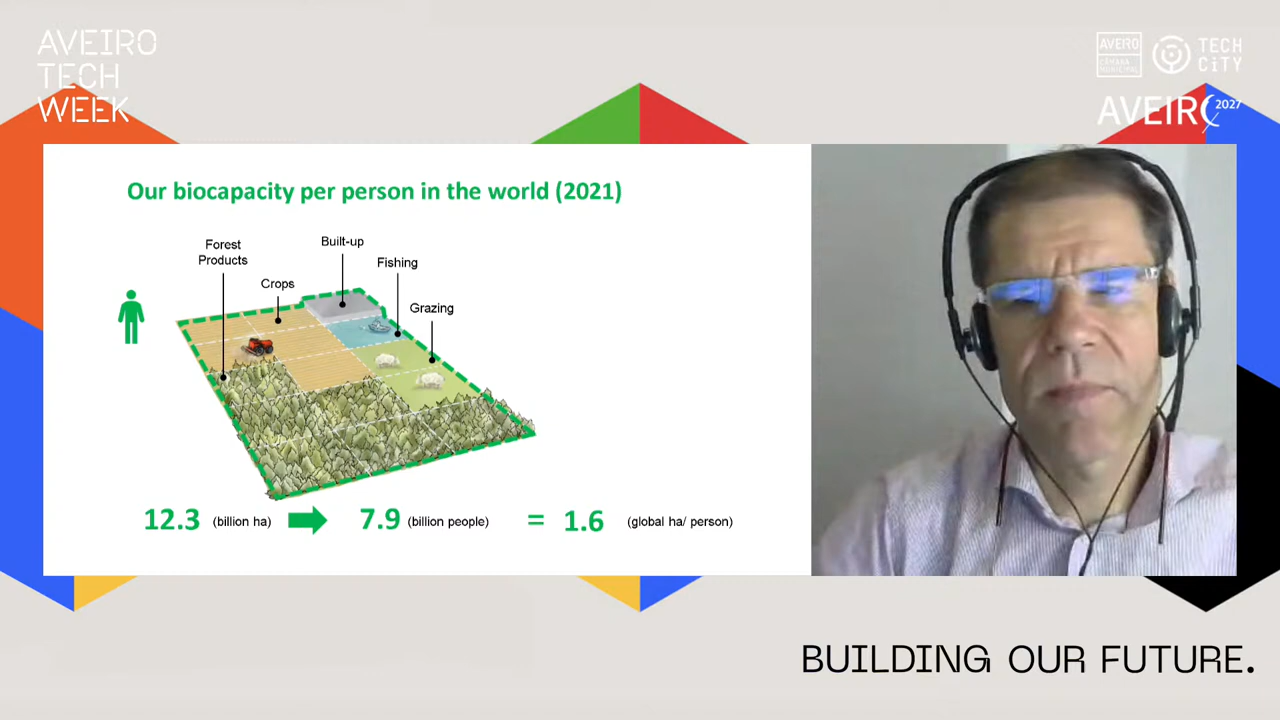 AVEIRO
TECH
WEEK
AVEIRO
CÂMARA
MUNICIPAL
TECH
CiTY
AVEIRO
2027
Our biocapacity per person in the world (2021)
Forest
Products
Built-up
Fishing
Crops
Grazing
12.3 (billion ha) 7.9 (billion people) = 1.6 (global ha/ person)
BUILDING OUR FUTURE.